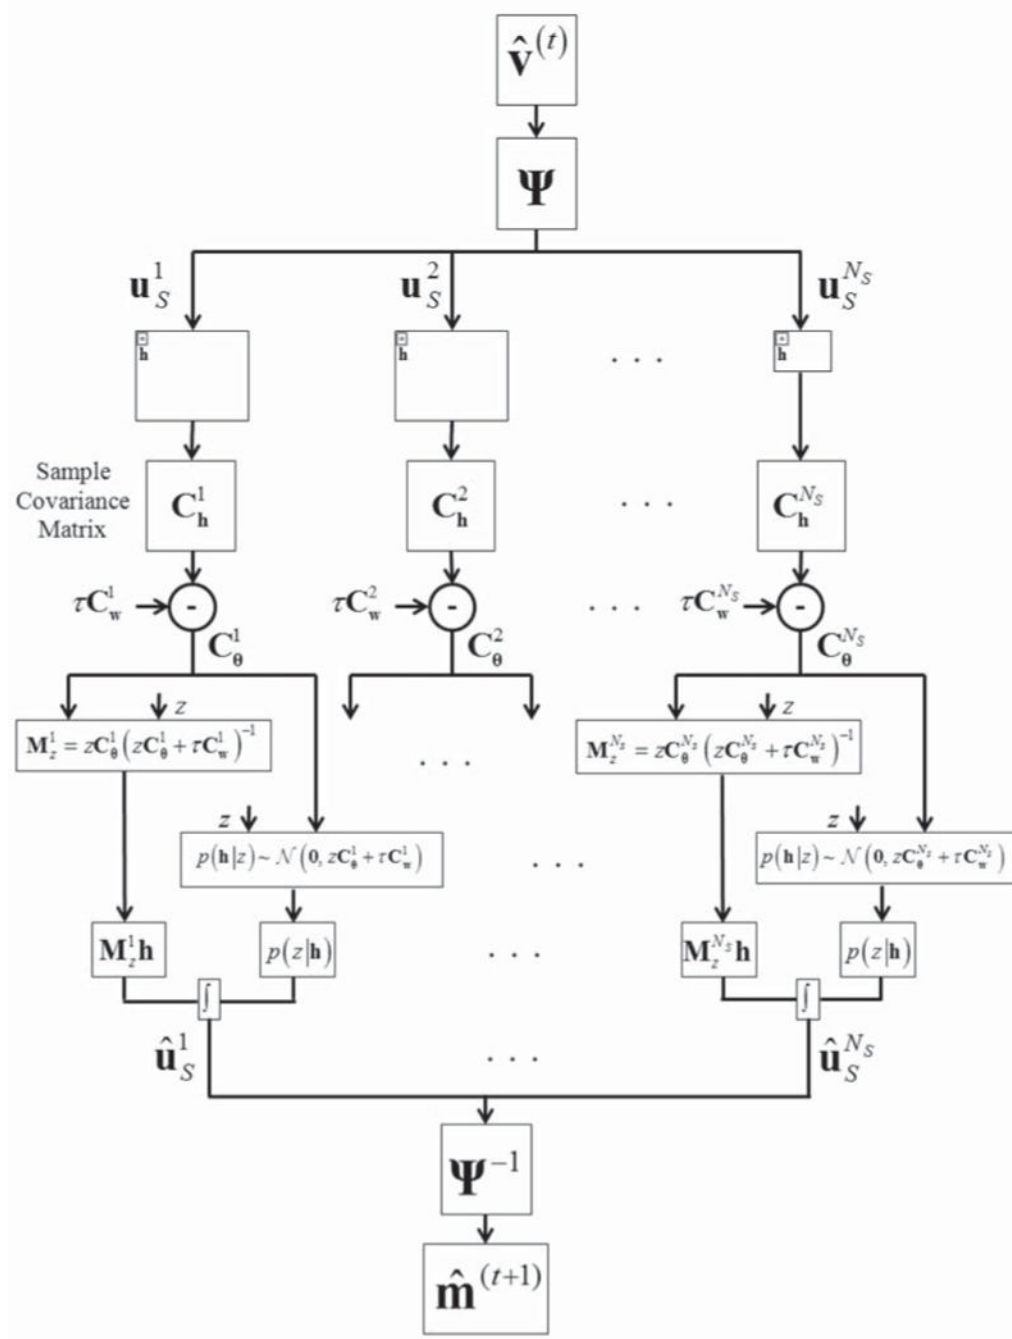 v̂^(t)
Ψ
u_S^1 u_S^2 u_S^{N_S}
h h . . . h
Sample
Covariance
Matrix
C_h^1 C_h^2 . . . C_h^{N_S}
τC_w^1 - τC_w^2 - . . . τC_w^{N_S} -
C_θ^1 C_θ^2 C_θ^{N_S}
z z
M_z^1 = zC_θ^1 (zC_θ^1 + τC_w^1)^{-1} . . . M_z^{N_S} = zC_θ^{N_S} (zC_θ^{N_S} + τC_w^{N_S})^{-1}
z z
p(h|z) ~ N(0, zC_θ^1 + τC_w^1) . . . p(h|z) ~ N(0, zC_θ^{N_S} + τC_w^{N_S})
M_z^1 h p(z|h) . . . M_z^{N_S} h p(z|h)
∫ ∫
û_S^1 . . . û_S^{N_S}
Ψ^{-1}
m̂^(t+1)